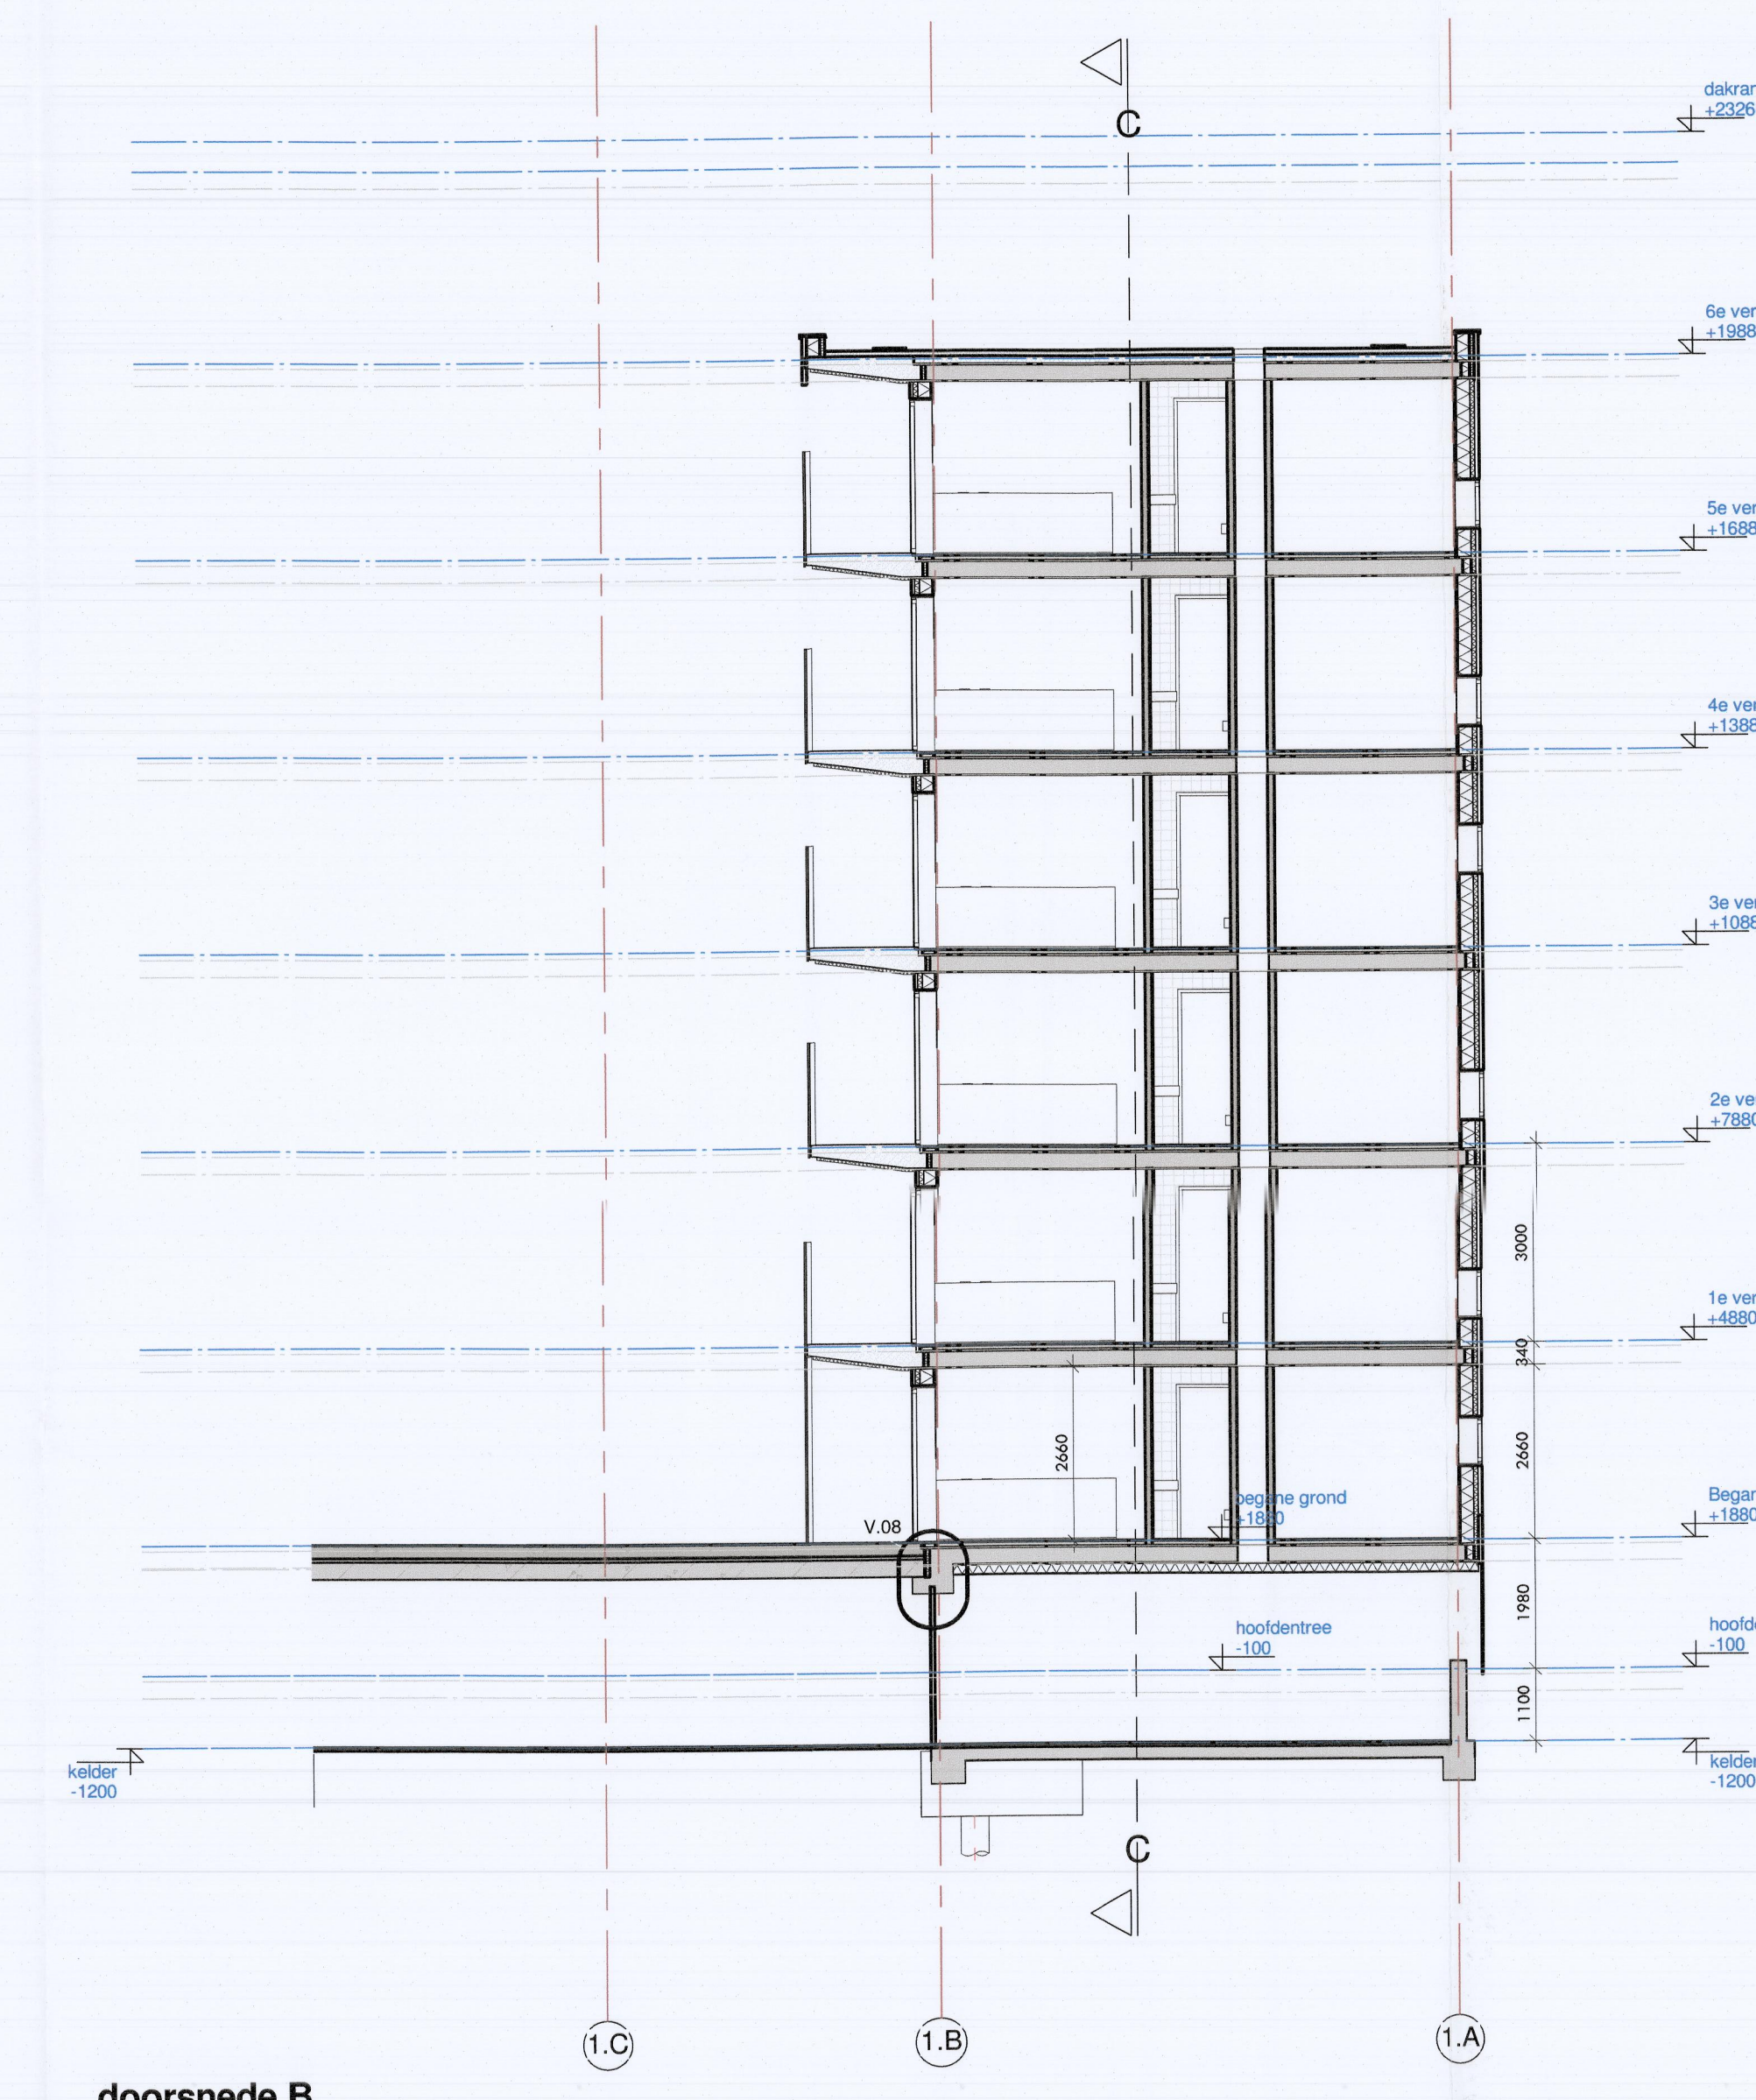 C
dakran
+2326
6e ver
+1988
5e ver
+1688
4e ver
+1388
3e ver
+1088
2e ve
+7880
3000
1e ver
+4880
340
2660
2660
begane grond
+1880
Began
+1880
V.08
1980
hoofdentree
-100
hoofde
-100
1100
kelder
-1200
kelder
-1200
C
1.C
1.B
1.A
doorsnede B